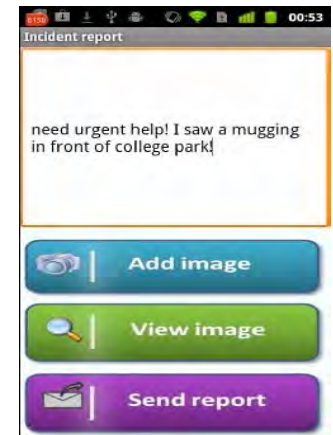 00:53
Incident report
need urgent help! I saw a mugging
in front of college park!
Add image
View image
Send report